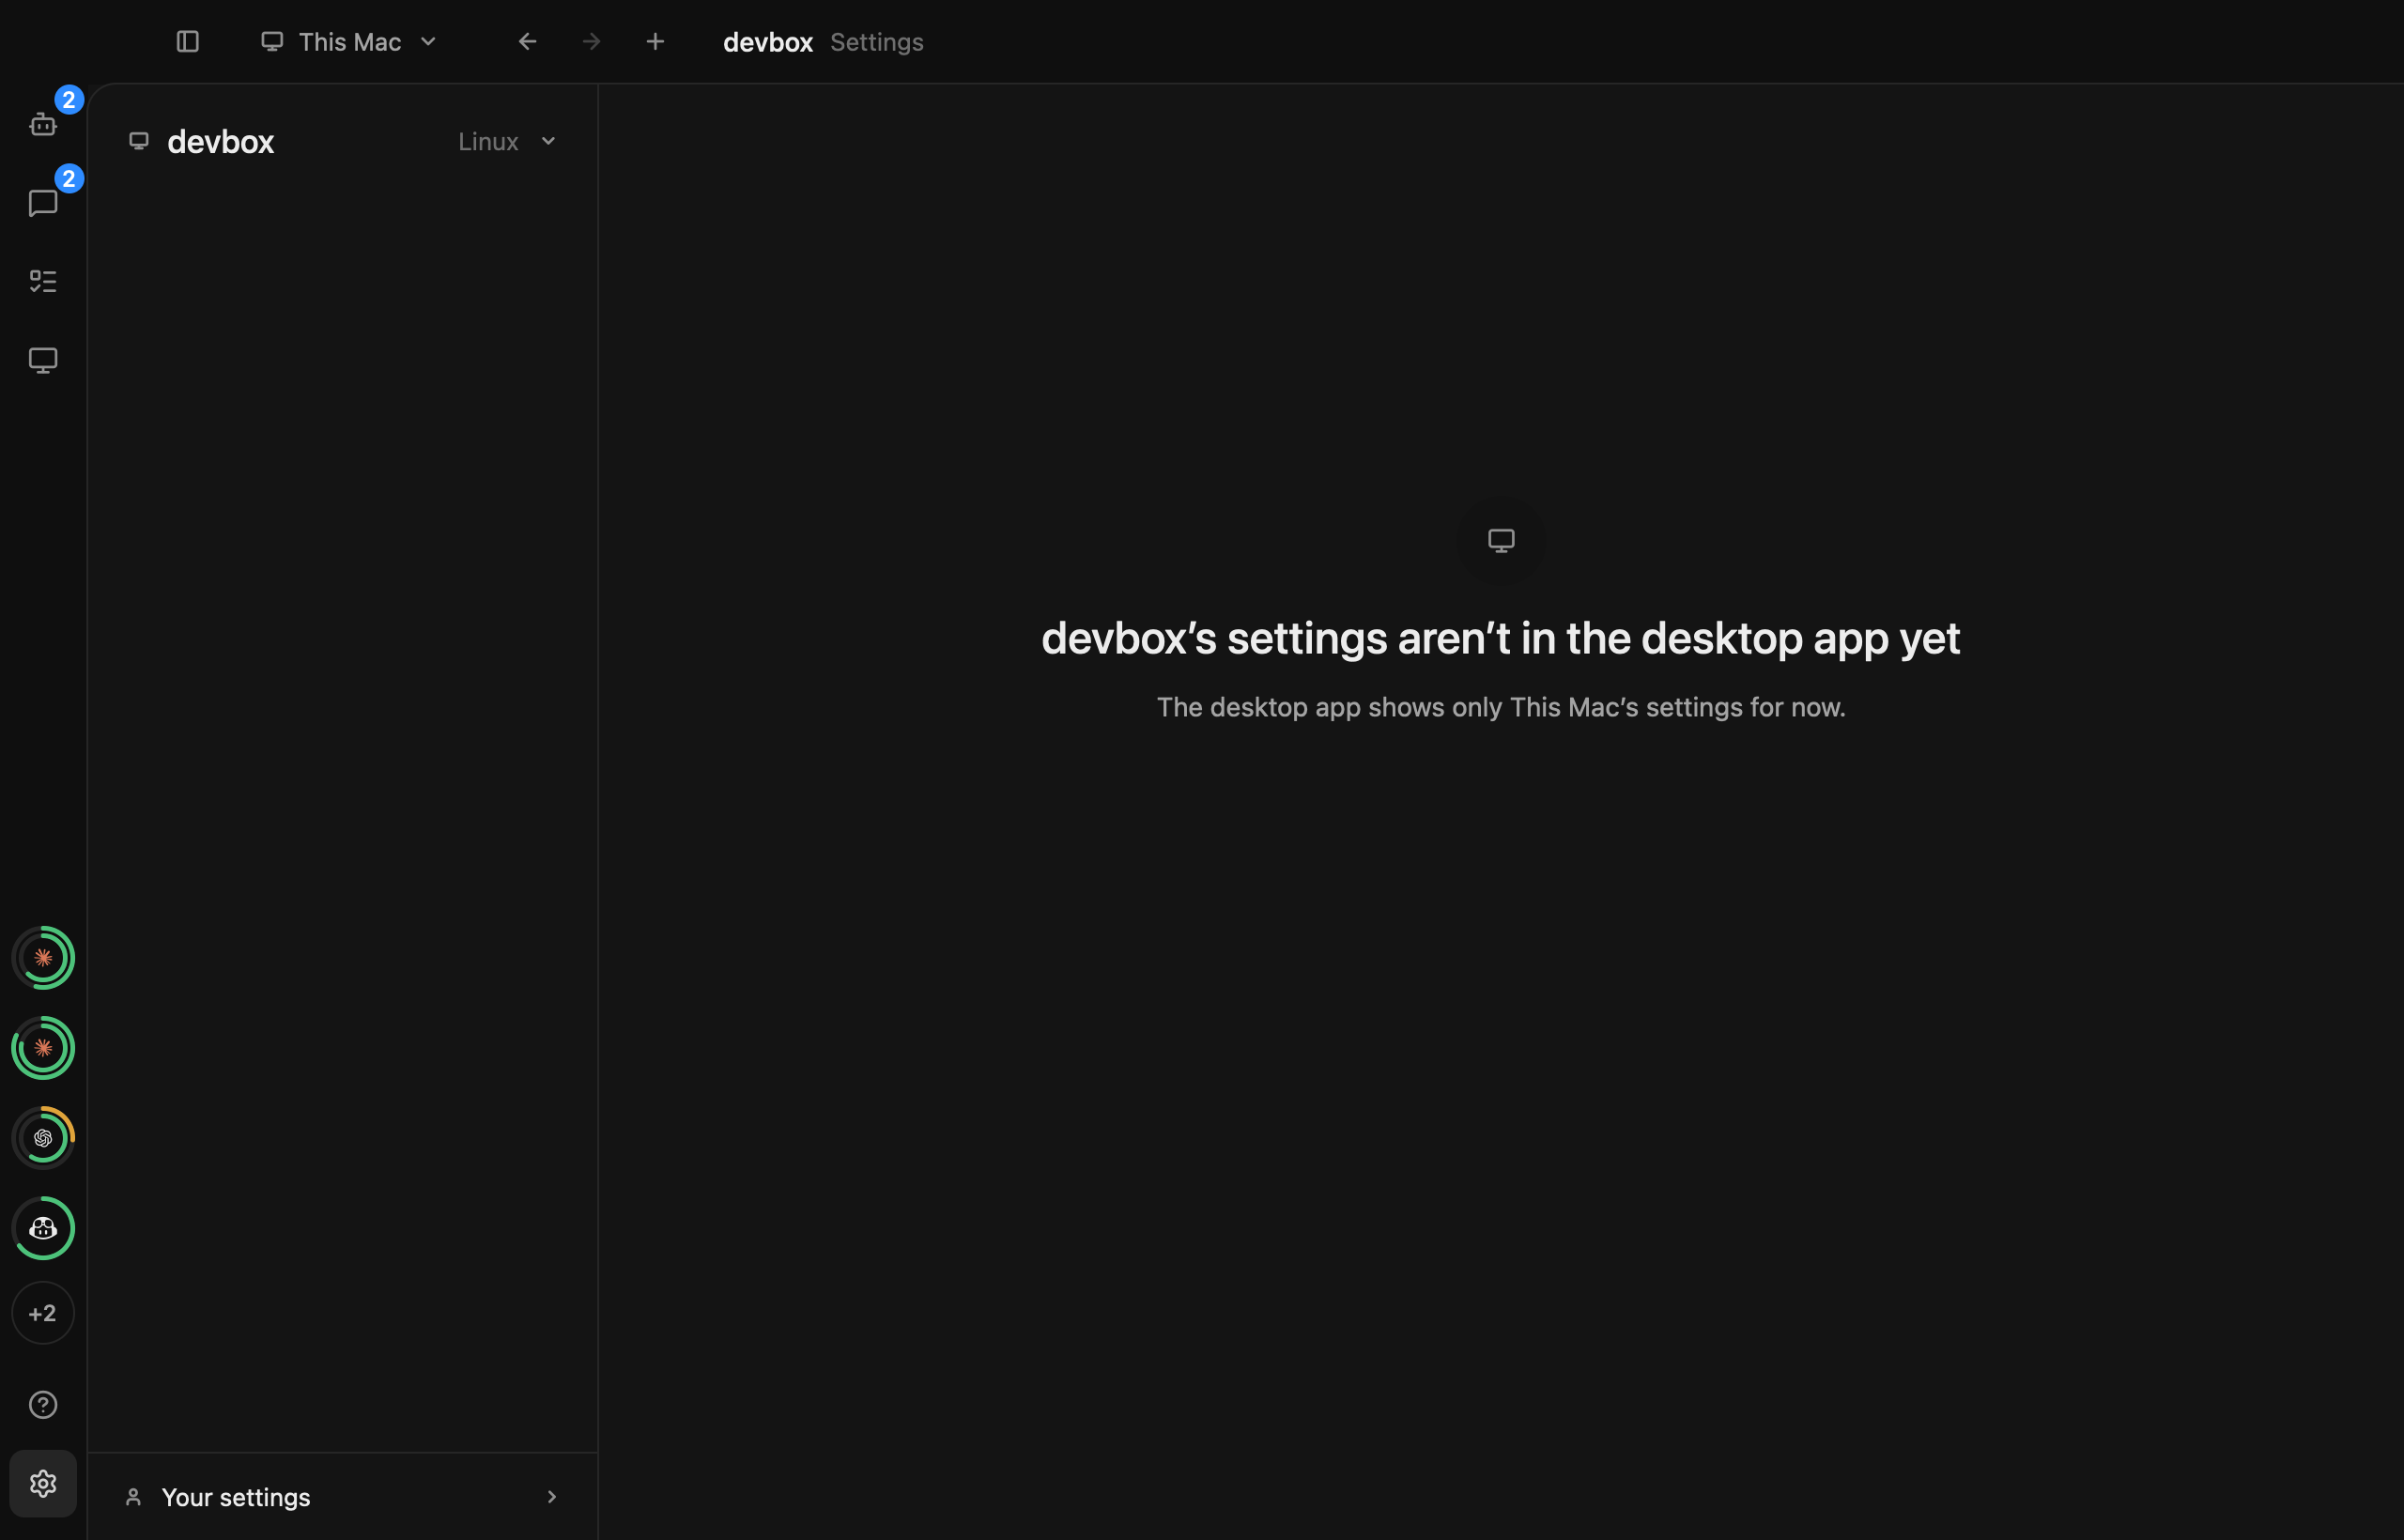 This Mac
devbox Settings
2
devbox Linux
2
devbox’s settings aren’t in the desktop app yet
The desktop app shows only This Mac’s settings for now.
+2
Your settings